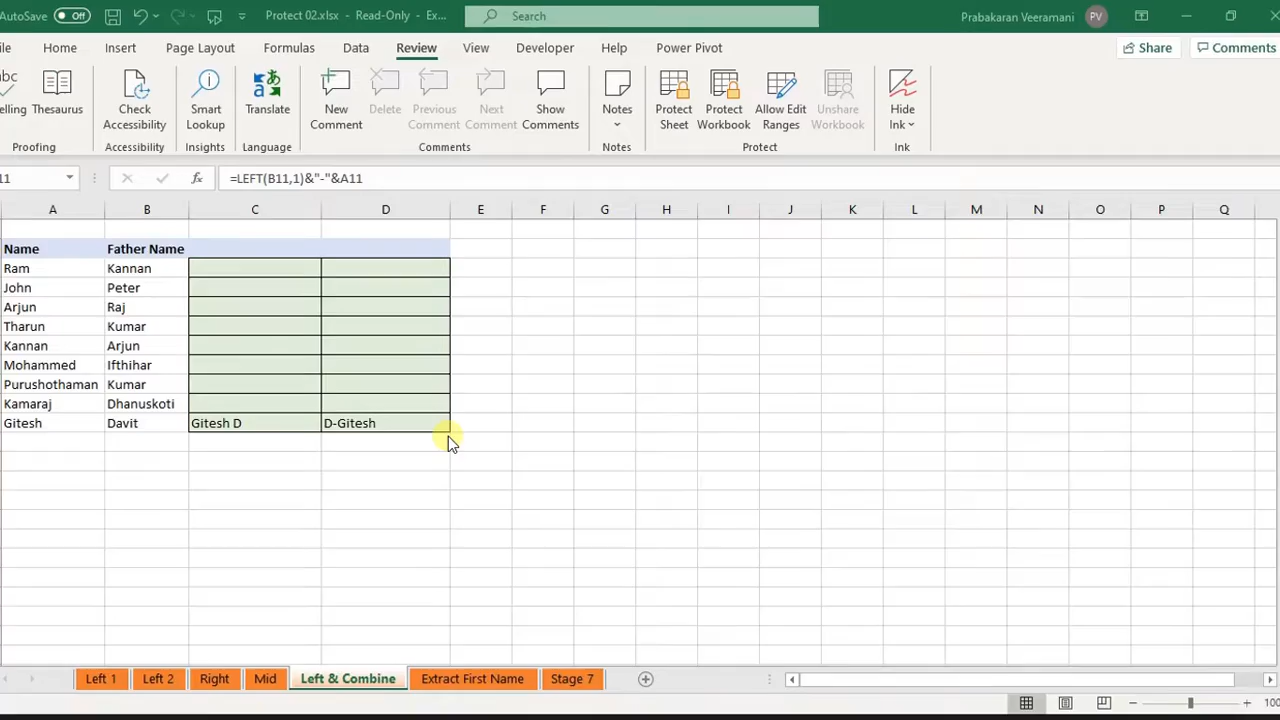 AutoSave Off Protect 02.xlsx - Read-Only - Ex... Search Prabakaran Veeramani PV
Home Insert Page Layout Formulas Data Review View Developer Help Power Pivot Share Comments
Thesaurus
Check Accessibility
Smart Lookup
Translate
New Comment
Delete
Previous Comment
Next Comment
Show Comments
Notes
Protect Sheet
Protect Workbook
Allow Edit Ranges
Unshare Workbook
Hide Ink
Proofing Accessibility Insights Language Comments Notes Protect Ink
11 fx =LEFT(B11,1)&"-"&A11
A B C D E F G H I J K L M N O P Q
Name Father Name
Ram Kannan
John Peter
Arjun Raj
Tharun Kumar
Kannan Arjun
Mohammed Ifthihar
Purushothaman Kumar
Kamaraj Dhanuskoti
Gitesh Davit Gitesh D D-Gitesh
Left 1 Left 2 Right Mid Left & Combine Extract First Name Stage 7
100